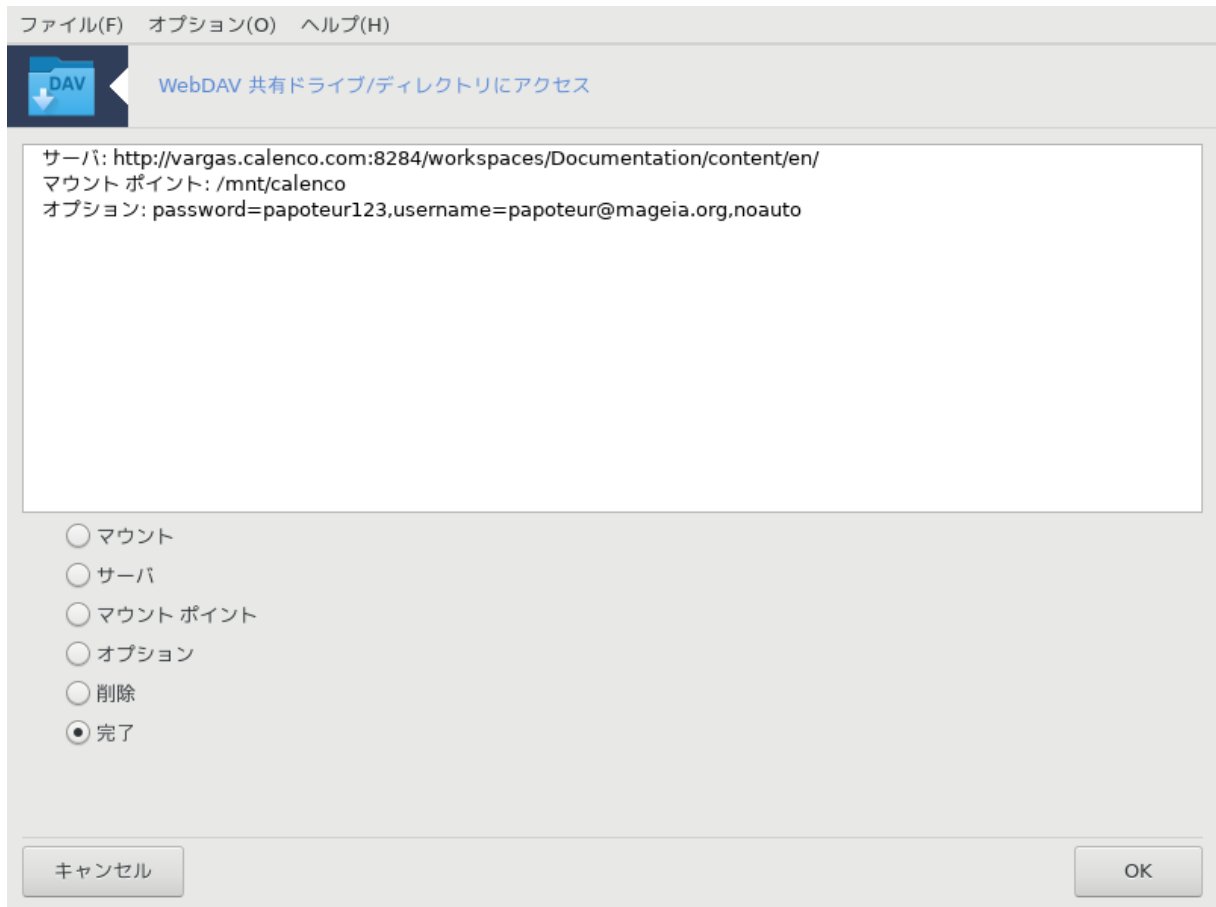 ファイル(F) オプション(O) ヘルプ(H)
DAV
WebDAV 共有ドライブ/ディレクトリにアクセス
サーバ: http://vargas.calenco.com:8284/workspaces/Documentation/content/en/
マウント ポイント: /mnt/calenco
オプション: password=papoteur123,username=papoteur@mageia.org,noauto
マウント
サーバ
マウント ポイント
オプション
削除
完了
キャンセル OK